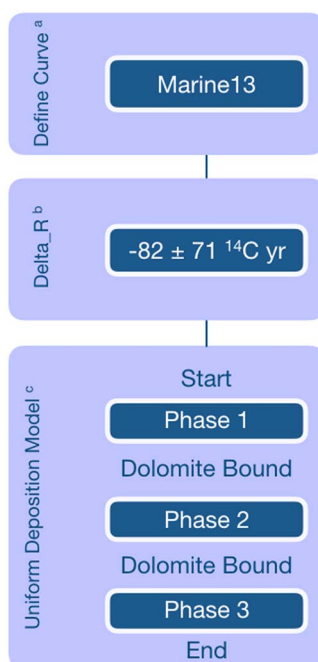 Define Curve ᵃ
Marine13
Delta_R ᵇ
-82 ± 71 ¹⁴C yr
Uniform Deposition Model ᶜ
Start
Phase 1
Dolomite Bound
Phase 2
Dolomite Bound
Phase 3
End